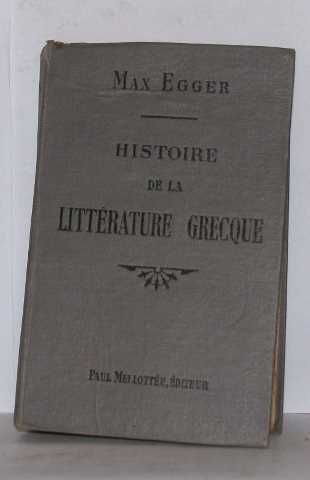 MAX EGGER
HISTOIRE
DE LA
LITTÉRATURE GRECQUE
PAUL MELLOTTÉE, ÉDITEUR